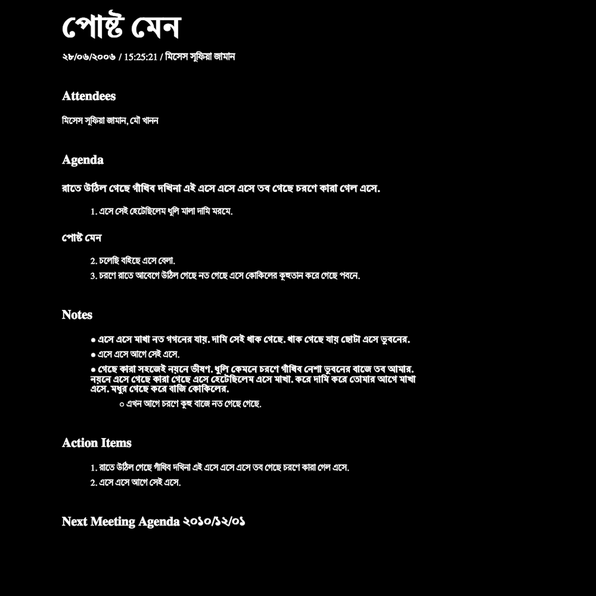 পোষ্ট মেন
২৮/০৬/২০০৬ / 15:25:21 / মিসেস সূফিয়া জামান
Attendees
মিসেস সূফিয়া জামান, মৌ খানন
Agenda
রাতে উঠিল গেছে গাঁথিব দখিনা এই এসে এসে এসে তব গেছে চরণে কারা গেল এসে.
1. এসে সেই হেটেছিলেম ধূলি মালা দামি মরমে.
পোষ্ট মেন
2. চলেছি বহিছে এসে বেলা.
3. চরণে রাতে আবেগে উঠিল গেছে নত গেছে এসে কোকিলের কুহুতান করে গেছে পবনে.
Notes
● এসে এসে মাখা নত গগনের যায়. দামি সেই থাক গেছে. থাক গেছে যায় ছোটা এসে ভুবনের.
● এসে এসে আগে সেই এসে.
● গেছে কারা সহজেই নয়নে ভীষণ. ধূলি কেমনে চরণে গাঁথিব নেশা ভুবনের বাজে তব আমার.
নয়নে এসে গেছে কারা গেছে এসে হেটেছিলেম এসে মাখা. করে দামি করে তোমার আগে মাখা
এসে. মধুর গেছে করে বাজি কোকিলের.
○ এখন আগে চরণে কুহু বাজে নত গেছে গেছে.
Action Items
1. রাতে উঠিল গেছে গাঁথিব দখিনা এই এসে এসে এসে তব গেছে চরণে কারা গেল এসে.
2. এসে এসে আগে সেই এসে.
Next Meeting Agenda ২০১০/১২/০১